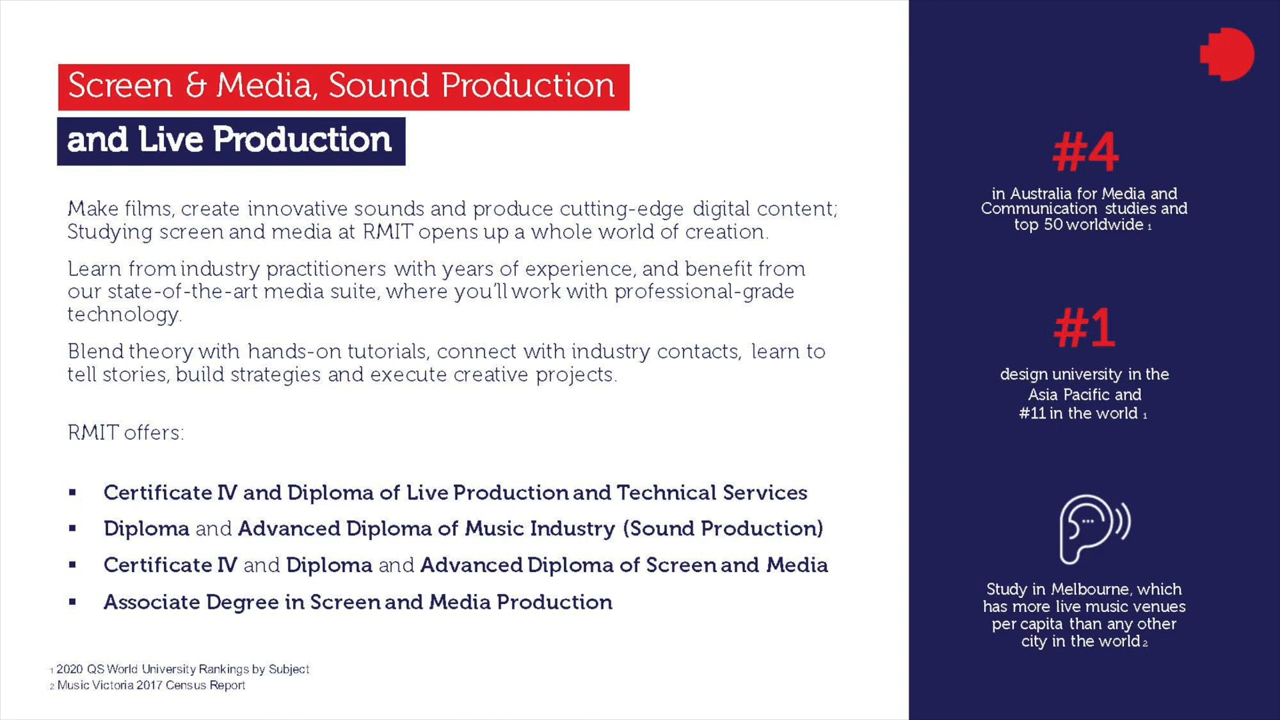 Screen & Media, Sound Production
and Live Production
Make films, create innovative sounds and produce cutting-edge digital content;
Studying screen and media at RMIT opens up a whole world of creation.
Learn from industry practitioners with years of experience, and benefit from
our state-of-the-art media suite, where you'll work with professional-grade
technology.
Blend theory with hands-on tutorials, connect with industry contacts, learn to
tell stories, build strategies and execute creative projects.
RMIT offers:
▪ Certificate IV and Diploma of Live Production and Technical Services
▪ Diploma and Advanced Diploma of Music Industry (Sound Production)
▪ Certificate IV and Diploma and Advanced Diploma of Screen and Media
▪ Associate Degree in Screen and Media Production
1 2020 QS World University Rankings by Subject
2 Music Victoria 2017 Census Report
#4
in Australia for Media and
Communication studies and
top 50 worldwide 1
#1
design university in the
Asia Pacific and
#11 in the world 1
Study in Melbourne, which
has more live music venues
per capita than any other
city in the world 2